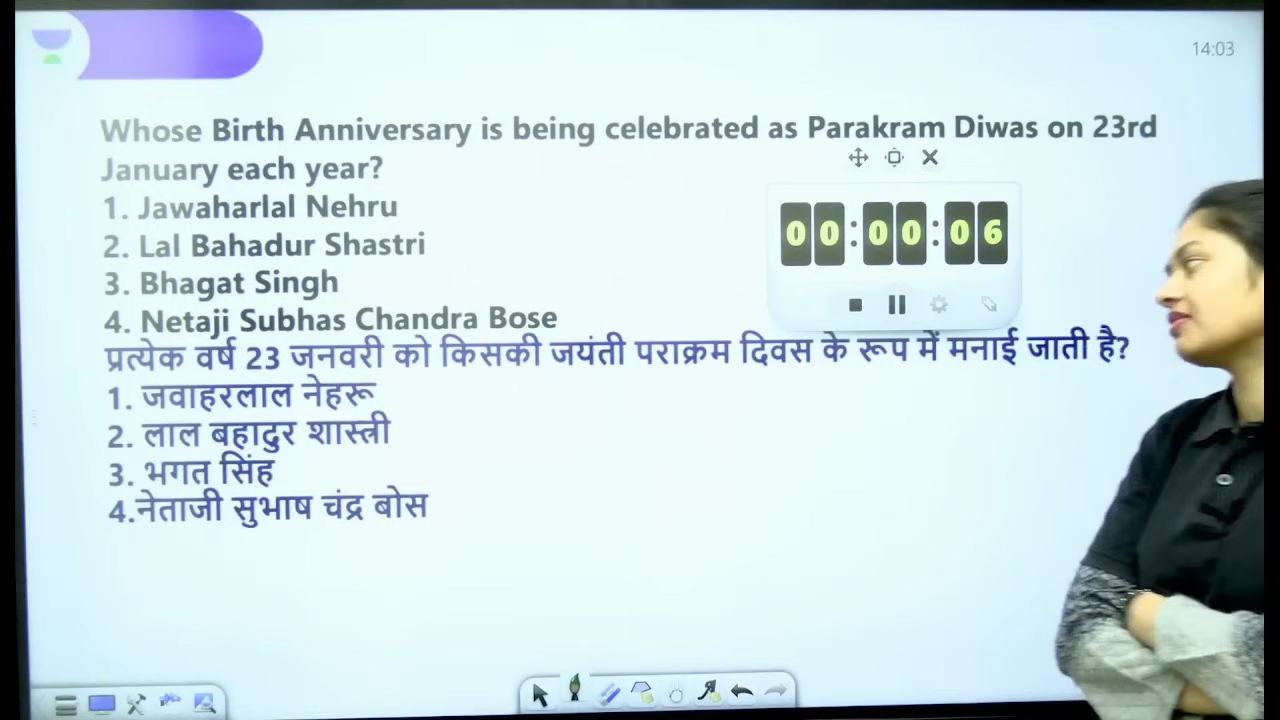 14:03
Whose Birth Anniversary is being celebrated as Parakram Diwas on 23rd
January each year?
1. Jawaharlal Nehru
2. Lal Bahadur Shastri
3. Bhagat Singh
4. Netaji Subhas Chandra Bose
00:00:06
प्रत्येक वर्ष 23 जनवरी को किसकी जयंती पराक्रम दिवस के रूप में मनाई जाती है?
1. जवाहरलाल नेहरू
2. लाल बहादुर शास्त्री
3. भगत सिंह
4.नेताजी सुभाष चंद्र बोस